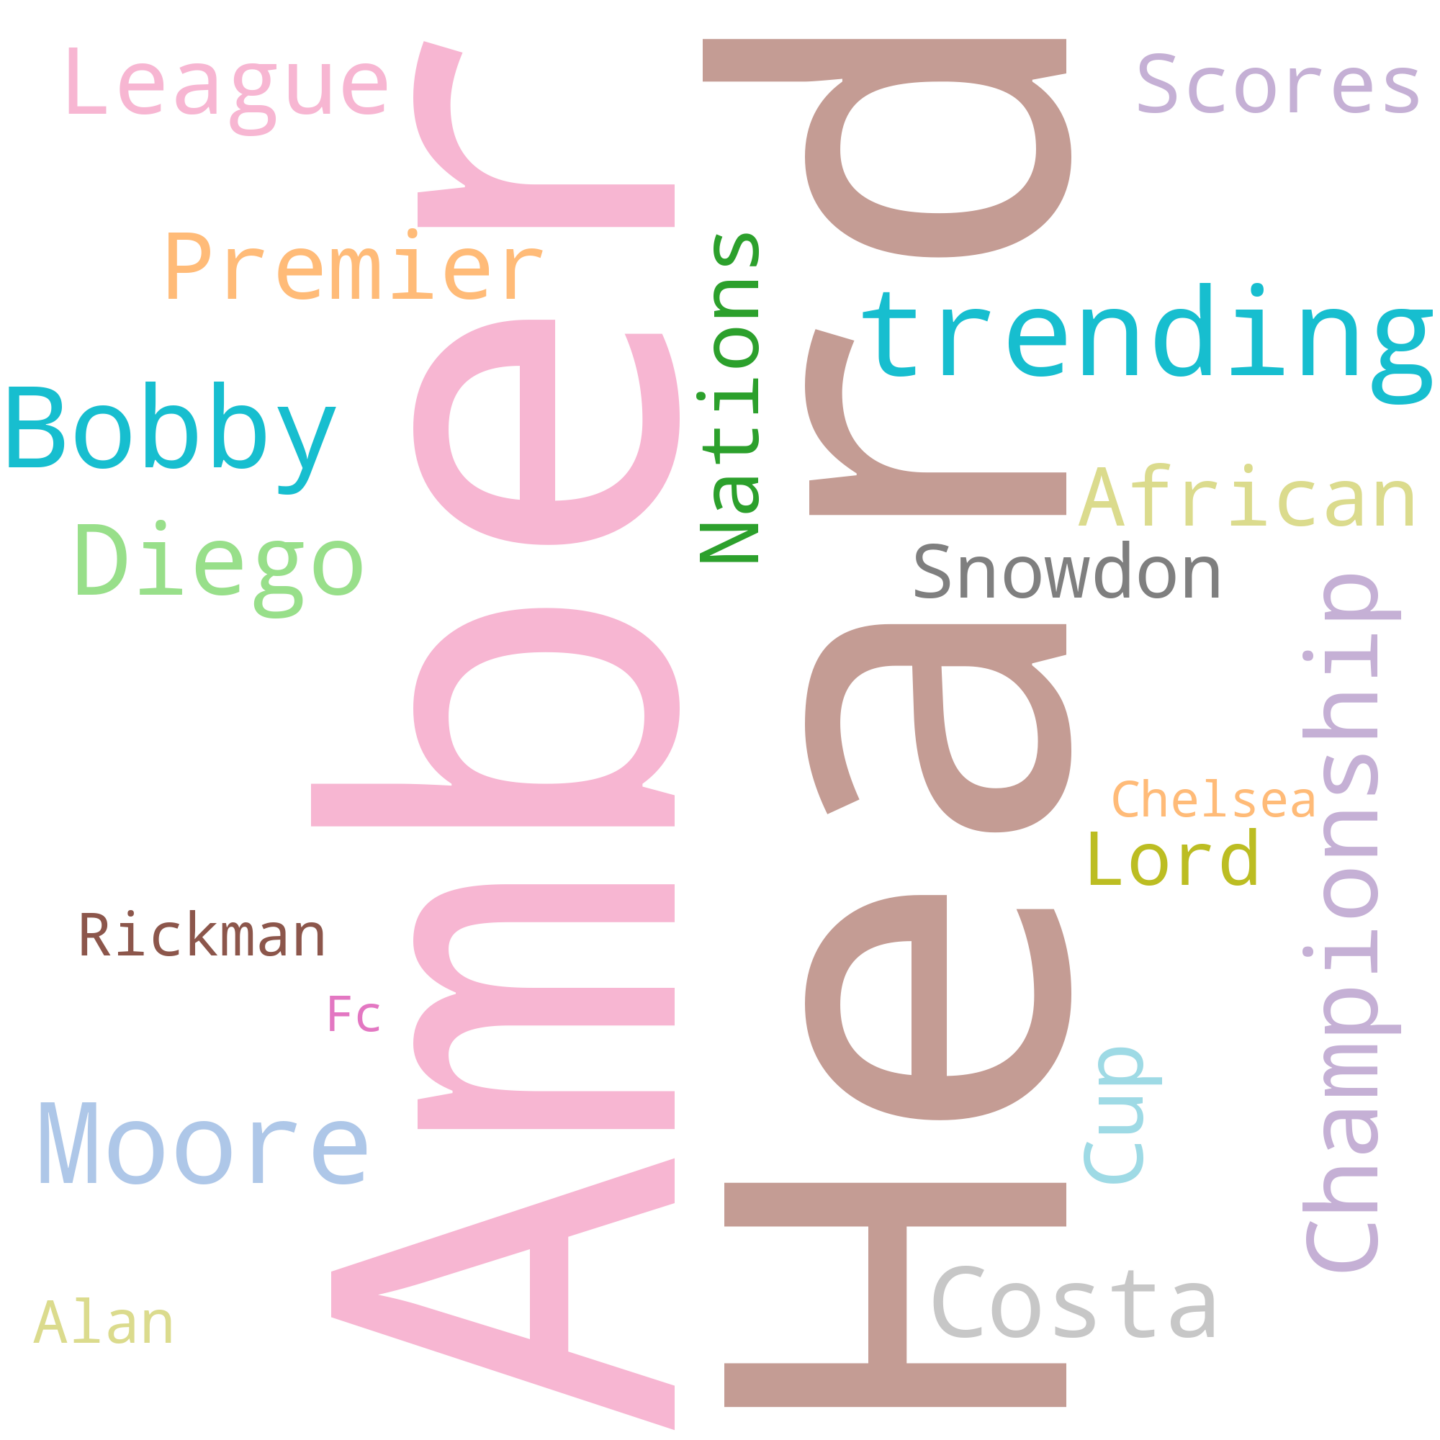 League
Scores
Premier
Nations
trending
Bobby
African
Diego
Snowdon
Amber
Heard
Championship
Chelsea
Lord
Rickman
Fc
Cup
Moore
Costa
Alan